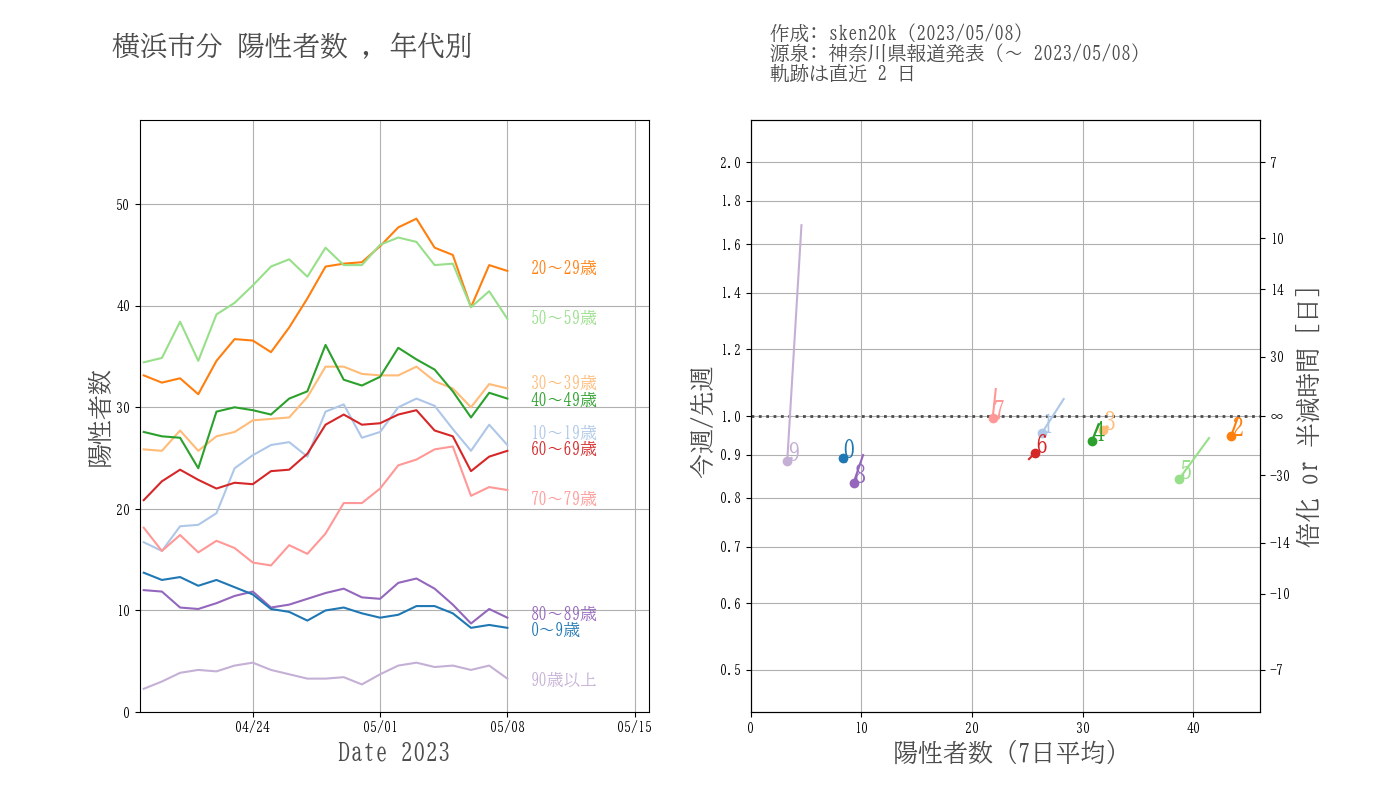 横浜市分 陽性者数 , 年代別
作成: sken20k (2023/05/08)
源泉: 神奈川県報道発表 (～ 2023/05/08)
軌跡は直近 2 日
陽性者数
50
40
30
20
10
0
04/24
05/01
05/08
05/15
Date 2023
20～29歳
50～59歳
30～39歳
40～49歳
10～19歳
60～69歳
70～79歳
80～89歳
0～9歳
90歳以上
今週/先週
2.0
1.8
1.6
1.4
1.2
1.0
0.9
0.8
0.7
0.6
0.5
0
10
20
30
40
陽性者数 (7日平均)
9
0
8
7
1
6
4
3
5
2
7
10
14
30
∞
−30
−14
−10
−7
倍化 or 半減時間 [日]